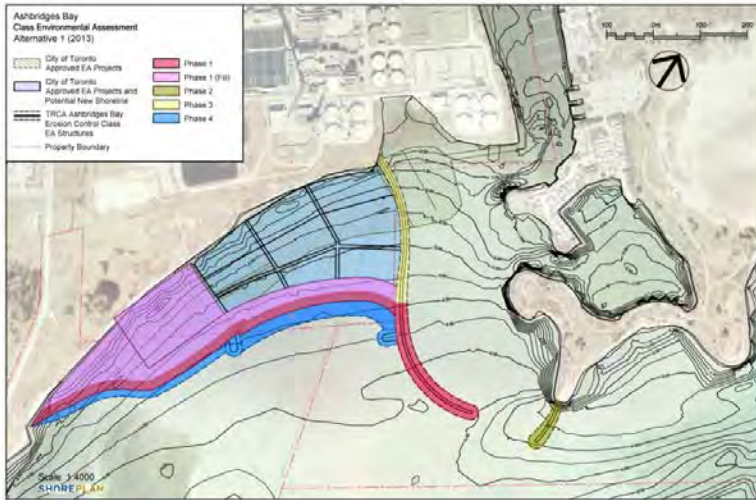 Ashbridges Bay
Class Environmental Assessment
Alternative 1 (2013)
City of Toronto
Approved EA Projects
City of Toronto
Approved EA Projects and
Potential New Shoreline
TRCA Ashbridges Bay
Erosion Control Class
EA Structures
Property Boundary
Phase 1
Phase 1 (Fill)
Phase 2
Phase 3
Phase 4
100 0m 100 200
Scale 1:4000
SHOREPLAN